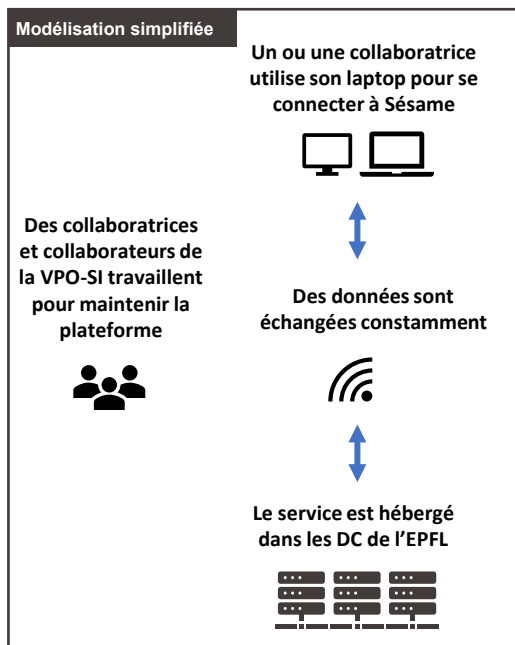 Modélisation simplifiée
Un ou une collaboratrice
utilise son laptop pour se
connecter à Sésame
Des collaboratrices
et collaborateurs de
la VPO-SI travaillent
pour maintenir la
plateforme
Des données sont
échangées constamment
Le service est hébergé
dans les DC de l’EPFL